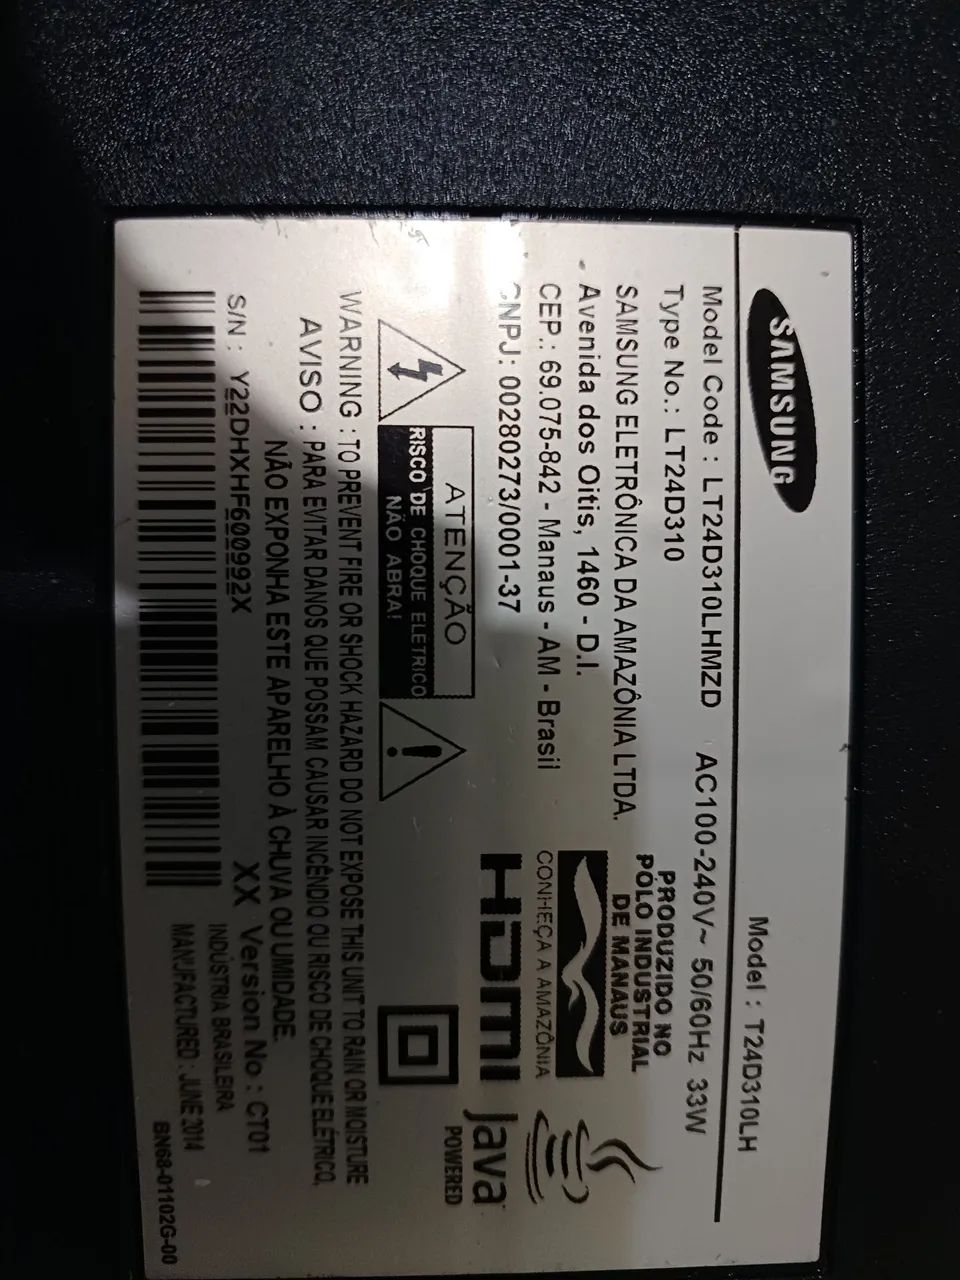 SAMSUNG
Model : T24D310LH
Model Code : LT24D310LHMZD AC100-240V~ 50/60Hz 33W
Type No.: LT24D310
SAMSUNG ELETRÔNICA DA AMAZÔNIA LTDA.
Avenida dos Oitis, 1460 - D.I.
CEP.: 69.075-842 - Manaus - AM - Brasil
CNPJ: 00280273/0001-37
PRODUZIDO NO
PÓLO INDUSTRIAL
DE MANAUS
CONHEÇA A AMAZÔNIA
HDMI
Java
POWERED
ATENÇÃO
RISCO DE CHOQUE ELÉTRICO
NÃO ABRA!
WARNING : TO PREVENT FIRE OR SHOCK HAZARD DO NOT EXPOSE THIS UNIT TO RAIN OR MOISTURE
AVISO : PARA EVITAR DANOS QUE POSSAM CAUSAR INCÊNDIO OU RISCO DE CHOQUE ELÉTRICO,
NÃO EXPONHA ESTE APARELHO À CHUVA OU UMIDADE.
S/N : Y22DHXHF600992X
XX Version No : CT01
INDÚSTRIA BRASILEIRA
MANUFACTURED : JUNE 2014
BN68-01102G-00